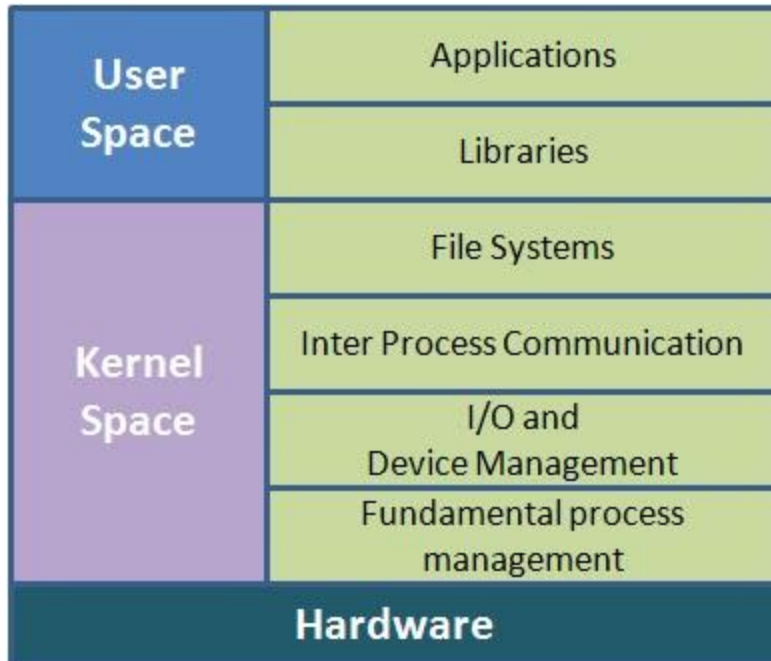 User
Space
Applications
Libraries
Kernel
Space
File Systems
Inter Process Communication
I/O and
Device Management
Fundamental process
management
Hardware